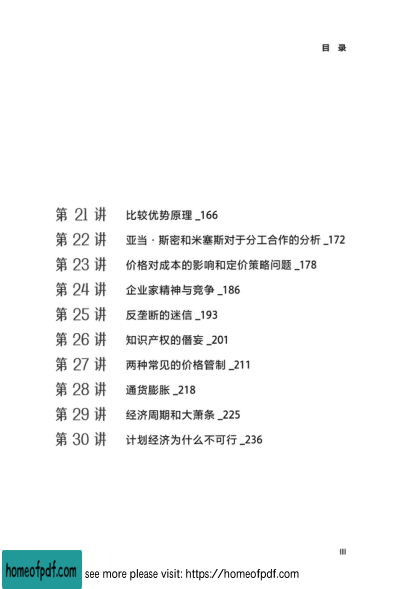 目 录
第 21 讲 比较优势原理 _166
第 22 讲 亚当·斯密和米塞斯对于分工合作的分析 _172
第 23 讲 价格对成本的影响和定价策略问题 _178
第 24 讲 企业家精神与竞争 _186
第 25 讲 反垄断的迷信 _193
第 26 讲 知识产权的僭妄 _201
第 27 讲 两种常见的价格管制 _211
第 28 讲 通货膨胀 _218
第 29 讲 经济周期和大萧条 _225
第 30 讲 计划经济为什么不可行 _236
III
homeofpdf.com see more please visit: https://homeofpdf.com